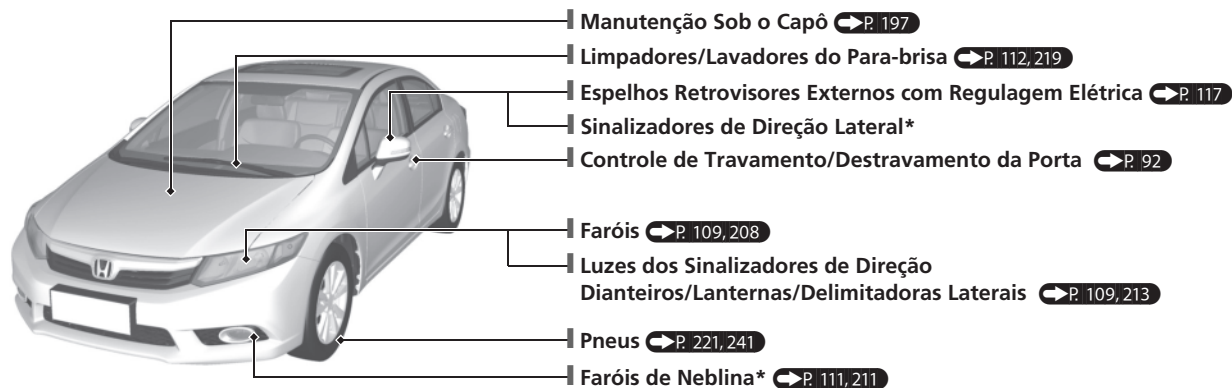 Manutenção Sob o Capô P. 197
Limpadores/Lavadores do Para-brisa P. 112, 219
Espelhos Retrovisores Externos com Regulagem Elétrica P. 117
Sinalizadores de Direção Lateral*
Controle de Travamento/Destravamento da Porta P. 92
Faróis P. 109, 208
Luzes dos Sinalizadores de Direção
Dianteiros/Lanternas/Delimitadoras Laterais P. 109, 213
Pneus P. 221, 241
Faróis de Neblina* P. 111, 211